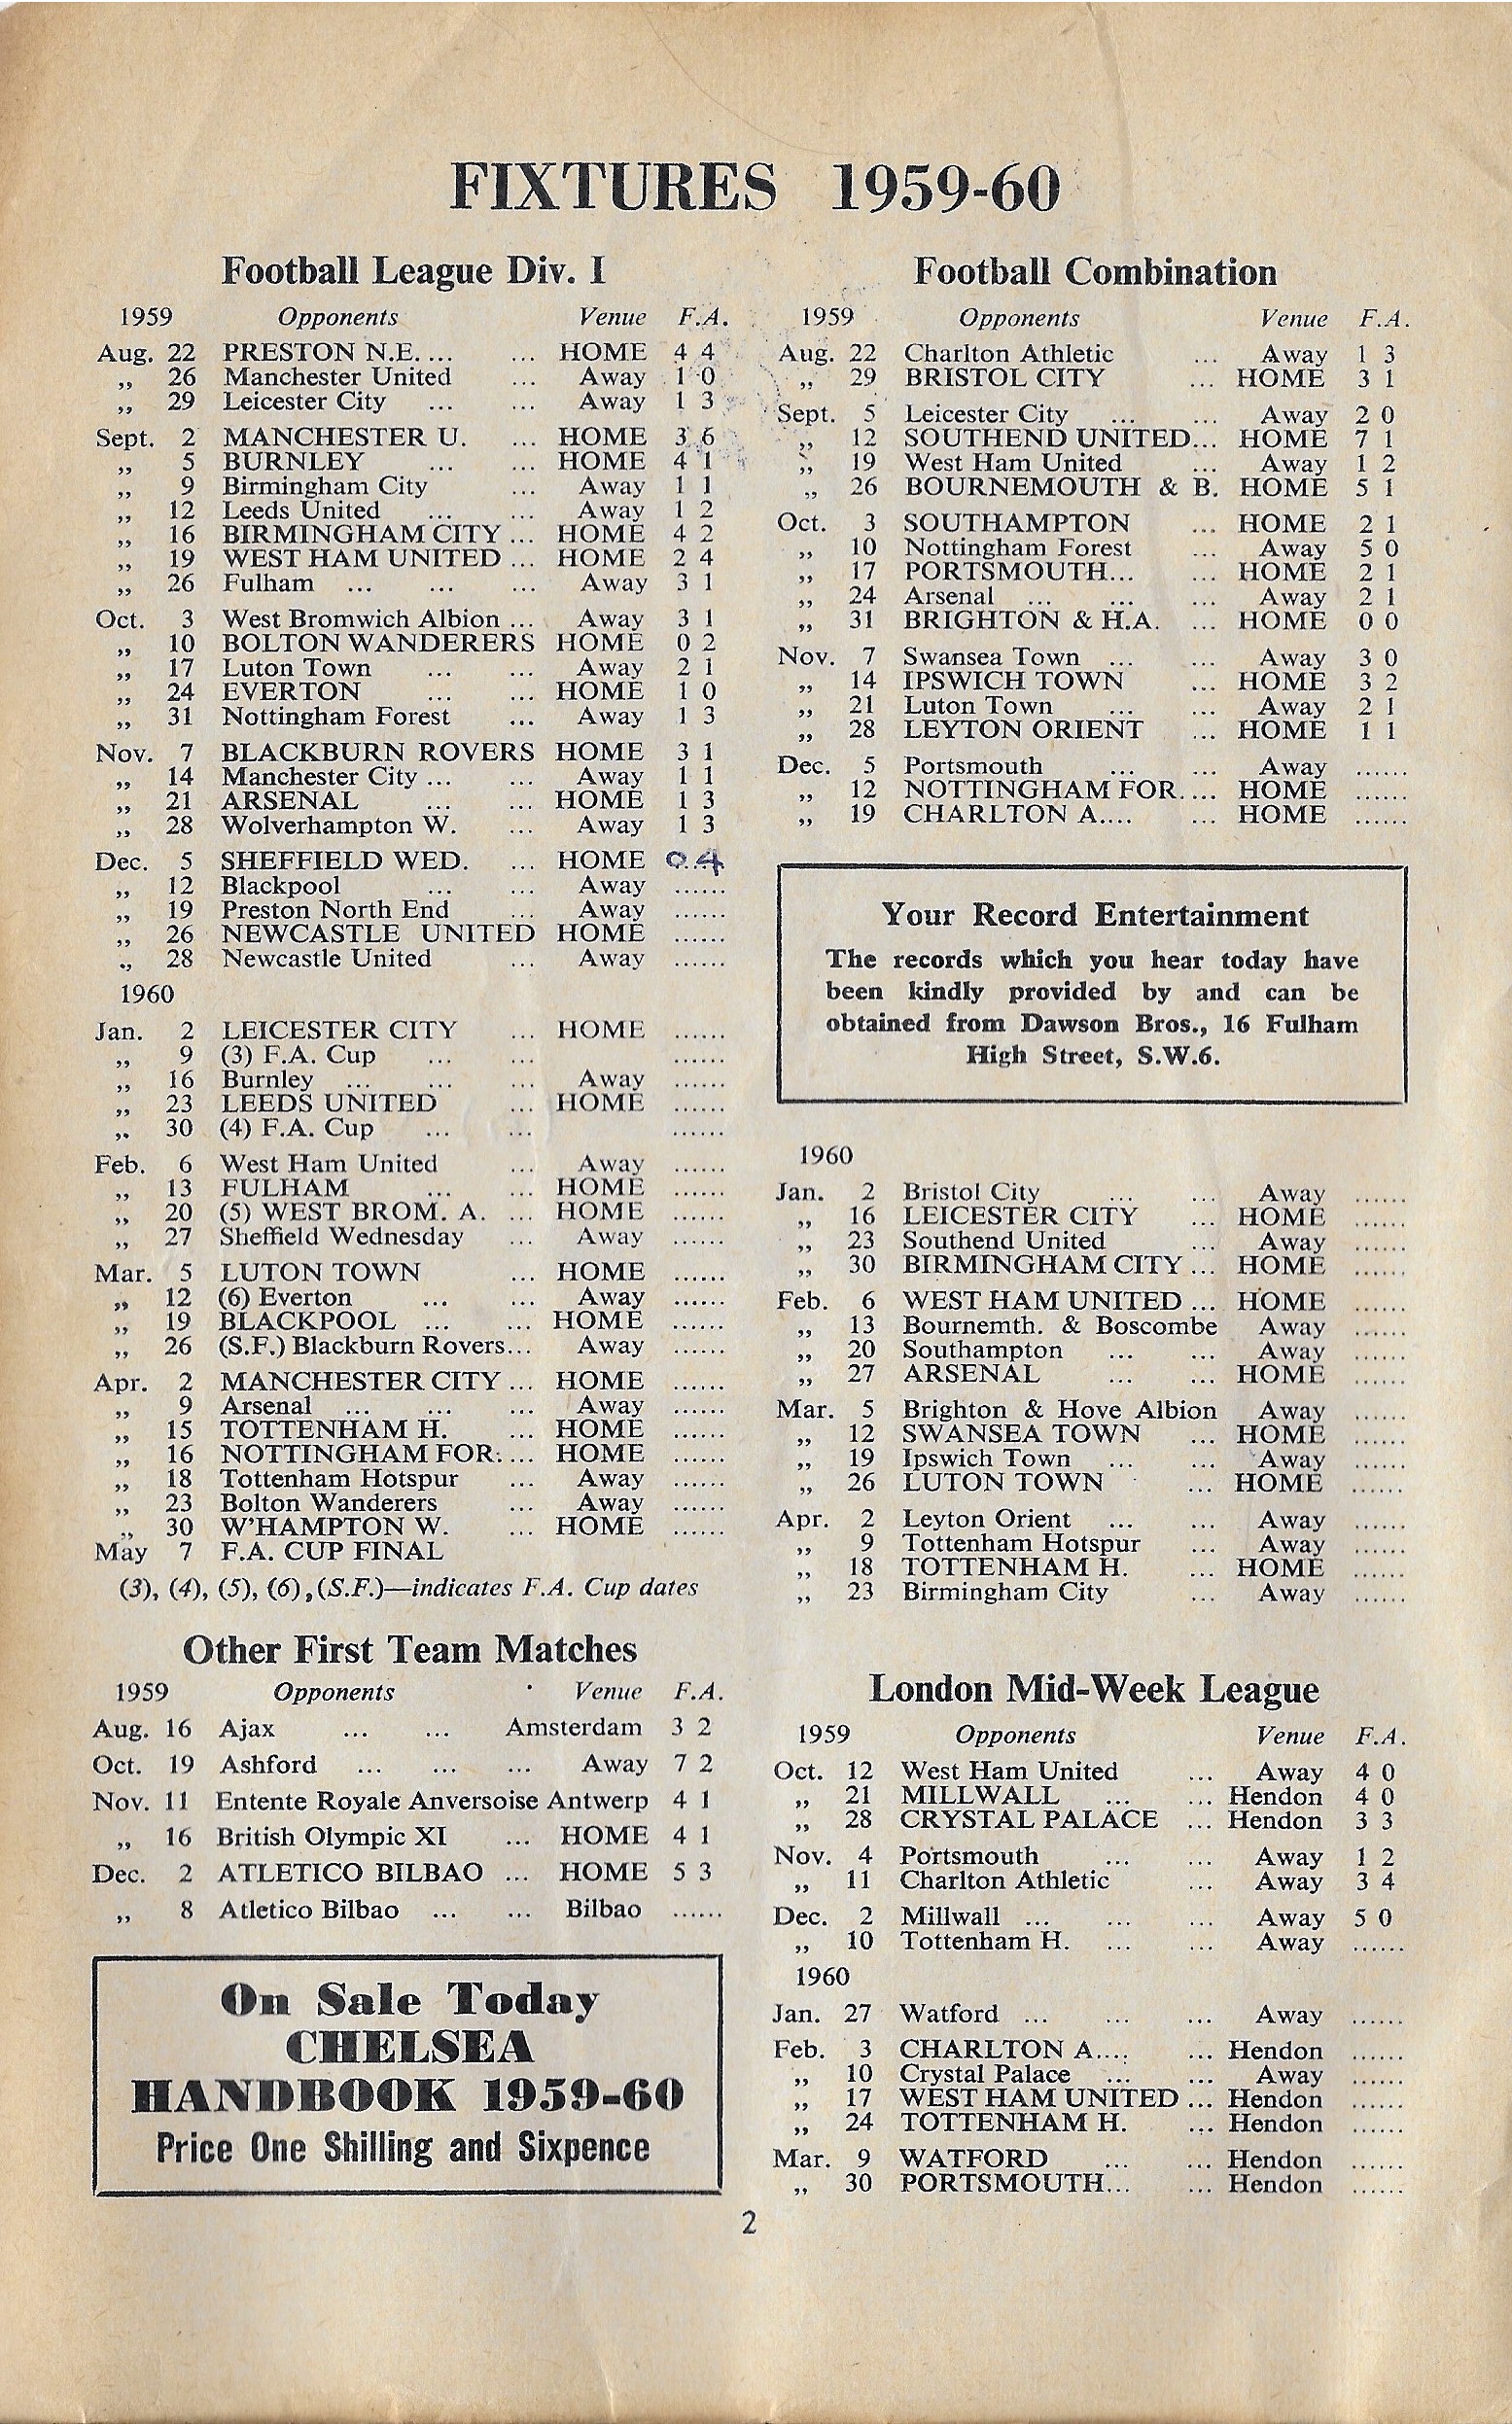 FIXTURES 1959-60
Football League Div. I
1959 Opponents Venue F.A.
Aug. 22 PRESTON N.E. ... ... HOME 4 4
,, 26 Manchester United ... Away 1 0
,, 29 Leicester City ... ... Away 1 3
Sept. 2 MANCHESTER U. ... HOME 3 6
,, 5 BURNLEY ... ... HOME 4 1
,, 9 Birmingham City ... Away 1 1
,, 12 Leeds United ... ... Away 1 2
,, 16 BIRMINGHAM CITY ... HOME 4 2
,, 19 WEST HAM UNITED ... HOME 2 4
,, 26 Fulham ... ... ... Away 3 1
Oct. 3 West Bromwich Albion ... Away 3 1
,, 10 BOLTON WANDERERS HOME 0 2
,, 17 Luton Town ... ... Away 2 1
,, 24 EVERTON ... ... HOME 1 0
,, 31 Nottingham Forest ... Away 1 3
Nov. 7 BLACKBURN ROVERS HOME 3 1
,, 14 Manchester City ... ... Away 1 1
,, 21 ARSENAL ... ... HOME 1 3
,, 28 Wolverhampton W. ... Away 1 3
Dec. 5 SHEFFIELD WED. ... HOME 0 4
,, 12 Blackpool ... ... Away ......
,, 19 Preston North End ... Away ......
,, 26 NEWCASTLE UNITED HOME ......
,, 28 Newcastle United ... Away ......
1960
Jan. 2 LEICESTER CITY ... HOME ......
,, 9 (3) F.A. Cup ... ... ......
,, 16 Burnley ... ... ... Away ......
,, 23 LEEDS UNITED ... HOME ......
,, 30 (4) F.A. Cup ... ... ......
Feb. 6 West Ham United ... Away ......
,, 13 FULHAM ... ... HOME ......
,, 20 (5) WEST BROM. A. ... HOME ......
,, 27 Sheffield Wednesday ... Away ......
Mar. 5 LUTON TOWN ... HOME ......
,, 12 (6) Everton ... ... Away ......
,, 19 BLACKPOOL ... ... HOME ......
,, 26 (S.F.) Blackburn Rovers... Away ......
Apr. 2 MANCHESTER CITY ... HOME ......
,, 9 Arsenal ... ... ... Away ......
,, 15 TOTTENHAM H. ... HOME ......
,, 16 NOTTINGHAM FOR. ... HOME ......
,, 18 Tottenham Hotspur ... Away ......
,, 23 Bolton Wanderers ... Away ......
,, 30 W'HAMPTON W. ... HOME ......
May 7 F.A. CUP FINAL
(3), (4), (5), (6), (S.F.)—indicates F.A. Cup dates
Other First Team Matches
1959 Opponents Venue F.A.
Aug. 16 Ajax ... ... Amsterdam 3 2
Oct. 19 Ashford ... ... ... Away 7 2
Nov. 11 Entente Royale Anversoise Antwerp 4 1
,, 16 British Olympic XI ... HOME 4 1
Dec. 2 ATLETICO BILBAO ... HOME 5 3
,, 8 Atletico Bilbao ... ... Bilbao ......
On Sale Today
CHELSEA
HANDBOOK 1959-60
Price One Shilling and Sixpence
Football Combination
1959 Opponents Venue F.A.
Aug. 22 Charlton Athletic ... Away 1 3
,, 29 BRISTOL CITY ... HOME 3 1
Sept. 5 Leicester City ... ... Away 2 0
,, 12 SOUTHEND UNITED... HOME 7 1
,, 19 West Ham United ... Away 1 2
,, 26 BOURNEMOUTH & B. HOME 5 1
Oct. 3 SOUTHAMPTON ... HOME 2 1
,, 10 Nottingham Forest ... Away 5 0
,, 17 PORTSMOUTH... ... HOME 2 1
,, 24 Arsenal ... ... ... Away 2 1
,, 31 BRIGHTON & H.A. ... HOME 0 0
Nov. 7 Swansea Town ... ... Away 3 0
,, 14 IPSWICH TOWN ... HOME 3 2
,, 21 Luton Town ... ... Away 2 1
,, 28 LEYTON ORIENT ... HOME 1 1
Dec. 5 Portsmouth ... ... Away ......
,, 12 NOTTINGHAM FOR. ... HOME ......
,, 19 CHARLTON A.... ... HOME ......
Your Record Entertainment
The records which you hear today have
been kindly provided by and can be
obtained from Dawson Bros., 16 Fulham
High Street, S.W.6.
1960
Jan. 2 Bristol City ... ... Away ......
,, 16 LEICESTER CITY ... HOME ......
,, 23 Southend United ... Away ......
,, 30 BIRMINGHAM CITY ... HOME ......
Feb. 6 WEST HAM UNITED ... HOME ......
,, 13 Bournemth. & Boscombe Away ......
,, 20 Southampton ... ... Away ......
,, 27 ARSENAL ... ... HOME ......
Mar. 5 Brighton & Hove Albion Away ......
,, 12 SWANSEA TOWN ... HOME ......
,, 19 Ipswich Town ... ... Away ......
,, 26 LUTON TOWN ... HOME ......
Apr. 2 Leyton Orient ... ... Away ......
,, 9 Tottenham Hotspur ... Away ......
,, 18 TOTTENHAM H. ... HOME ......
,, 23 Birmingham City ... Away ......
London Mid-Week League
1959 Opponents Venue F.A.
Oct. 12 West Ham United ... Away 4 0
,, 21 MILLWALL ... ... Hendon 4 0
,, 28 CRYSTAL PALACE ... Hendon 3 3
Nov. 4 Portsmouth ... ... Away 1 2
,, 11 Charlton Athletic ... Away 3 4
Dec. 2 Millwall ... ... ... Away 5 0
,, 10 Tottenham H. ... ... Away ......
1960
Jan. 27 Watford ... ... ... Away ......
Feb. 3 CHARLTON A.... ... Hendon ......
,, 10 Crystal Palace ... ... Away ......
,, 17 WEST HAM UNITED ... Hendon ......
,, 24 TOTTENHAM H. ... Hendon ......
Mar. 9 WATFORD ... ... Hendon ......
,, 30 PORTSMOUTH... ... Hendon ......
2